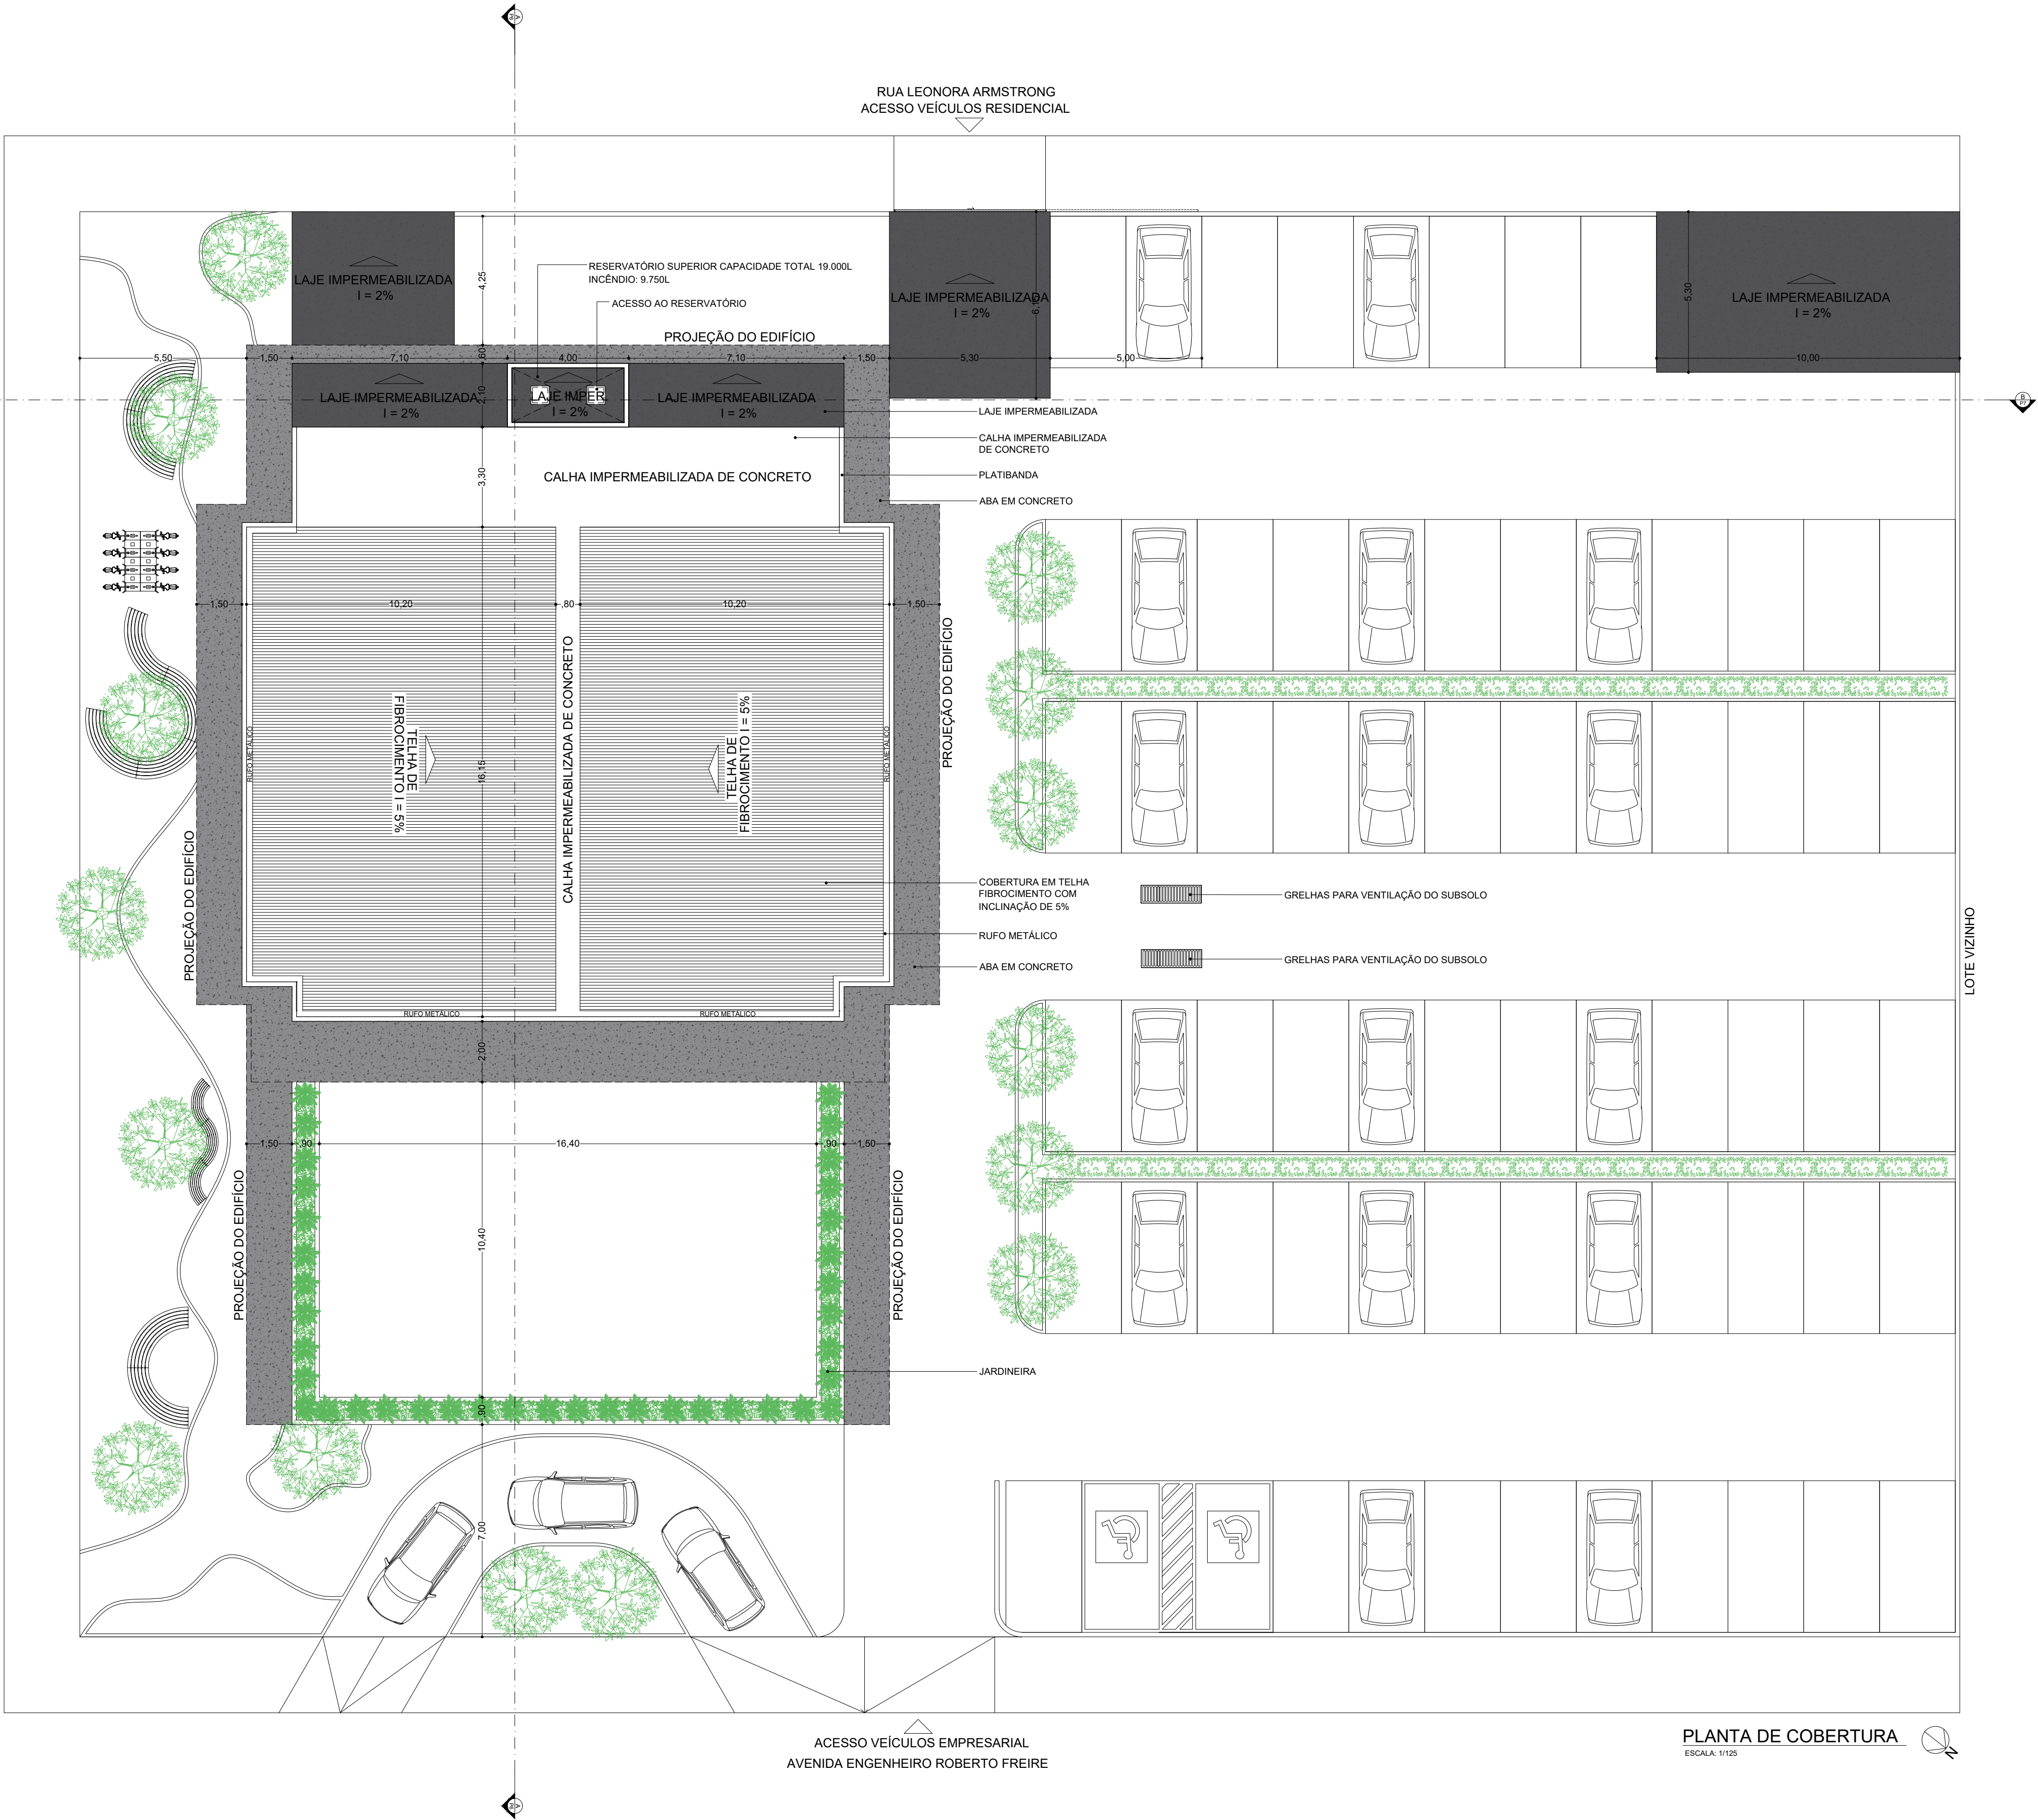 RUA LEONORA ARMSTRONG
ACESSO VEÍCULOS RESIDENCIAL
RESERVATÓRIO SUPERIOR CAPACIDADE TOTAL 19.000L
INCÊNDIO: 9.750L
ACESSO AO RESERVATÓRIO
LAJE IMPERMEABILIZADA
I = 2%
4,25
LAJE IMPERMEABILIZADA
I = 2%
LAJE IMPERMEABILIZADA
I = 2%
5,30
PROJEÇÃO DO EDIFÍCIO
5,50
1,50
7,10
,60
4,00
7,10
1,50
5,30
5,00
10,00
LAJE IMPERMEABILIZADA
I = 2%
2,10
LAJE IMPER.
I = 2%
LAJE IMPERMEABILIZADA
I = 2%
B
P7
LAJE IMPERMEABILIZADA
CALHA IMPERMEABILIZADA
DE CONCRETO
PLATIBANDA
ABA EM CONCRETO
3,30
CALHA IMPERMEABILIZADA DE CONCRETO
1,50
10,20
,80
10,20
1,50
PROJEÇÃO DO EDIFÍCIO
RUFO METÁLICO
TELHA DE
FIBROCIMENTO I = 5%
16,15
CALHA IMPERMEABILIZADA DE CONCRETO
TELHA DE
FIBROCIMENTO I = 5%
RUFO METÁLICO
PROJEÇÃO DO EDIFÍCIO
COBERTURA EM TELHA
FIBROCIMENTO COM
INCLINAÇÃO DE 5%
RUFO METÁLICO
ABA EM CONCRETO
GRELHAS PARA VENTILAÇÃO DO SUBSOLO
GRELHAS PARA VENTILAÇÃO DO SUBSOLO
LOTE VIZINHO
RUFO METÁLICO
RUFO METÁLICO
2,00
1,50
,90
16,40
,90
1,50
PROJEÇÃO DO EDIFÍCIO
10,40
PROJEÇÃO DO EDIFÍCIO
JARDINEIRA
,90
7,00
ACESSO VEÍCULOS EMPRESARIAL
AVENIDA ENGENHEIRO ROBERTO FREIRE
PLANTA DE COBERTURA
ESCALA: 1/125
N